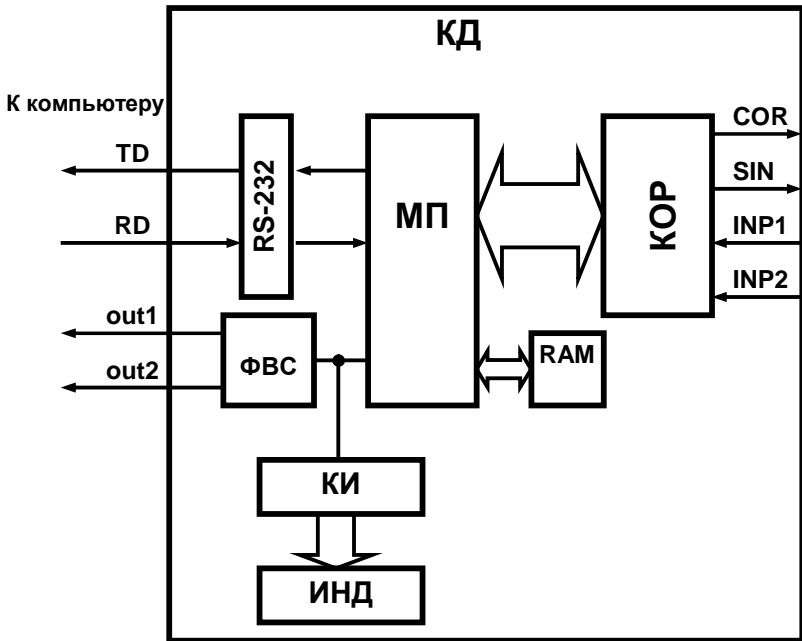 КД
К компьютеру
TD
RD
RS-232
МП
КОР
COR
SIN
INP1
INP2
out1
out2
ФВС
RAM
КИ
ИНД